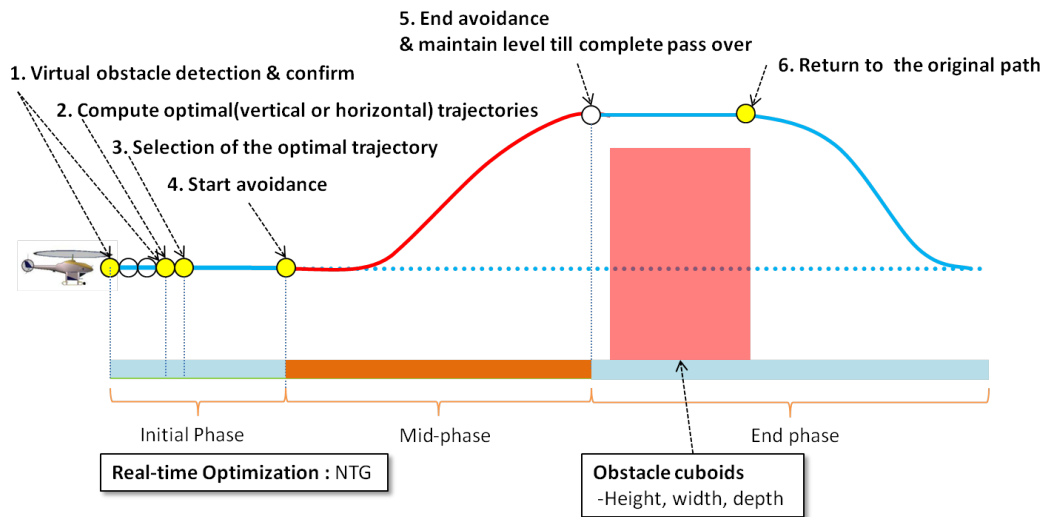 5. End avoidance
& maintain level till complete pass over
6. Return to the original path
1. Virtual obstacle detection & confirm
2. Compute optimal(vertical or horizontal) trajectories
3. Selection of the optimal trajectory
4. Start avoidance
Initial Phase
Mid-phase
End phase
Real-time Optimization : NTG
Obstacle cuboids
-Height, width, depth